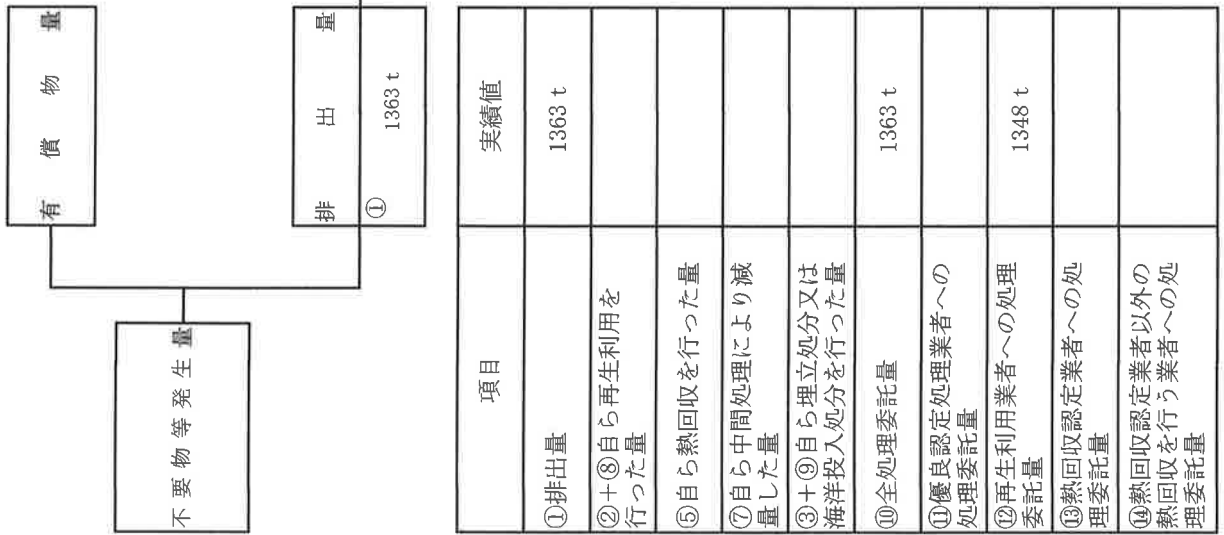 有償物量
不要物等発生量
排出量
①
1363 t
項目
実績値
①排出量
1363 t
②+⑧自ら再生利用を
行った量
⑤自ら熱回収を行った量
⑦自ら中間処理により減
量した量
③+⑨自ら埋立処分又は
海洋投入処分を行った量
⑩全処理委託量
1363 t
⑪優良認定処理業者への
処理委託量
⑫再生利用業者への処理
委託量
1348 t
⑬熱回収認定業者への処
理委託量
⑭熱回収認定業者以外の
熱回収を行う業者への処
理委託量